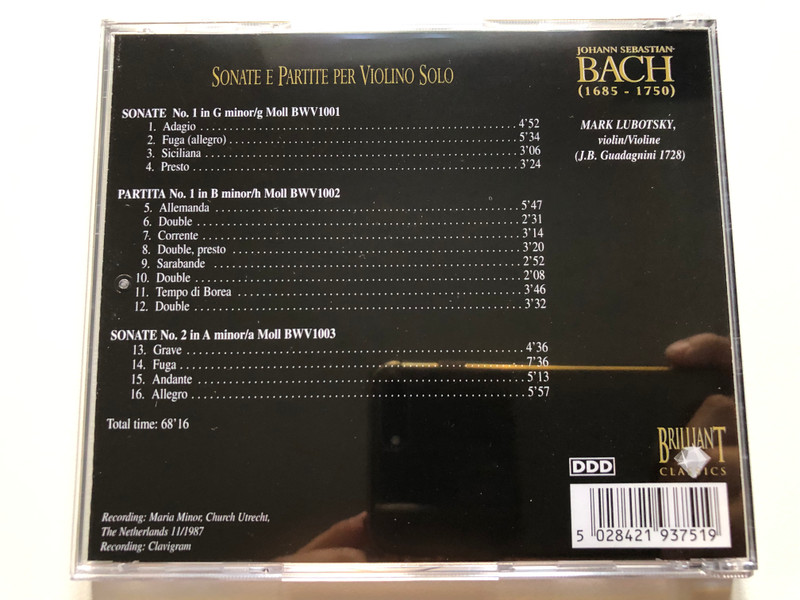 SONATE E PARTITE PER VIOLINO SOLO
JOHANN SEBASTIAN
BACH
(1685 - 1750)
MARK LUBOTSKY,
violin/Violine
(J.B. Guadagnini 1728)
SONATE No. 1 in G minor/g Moll BWV1001
1. Adagio 4'52
2. Fuga (allegro) 5'34
3. Siciliana 3'06
4. Presto 3'24
PARTITA No. 1 in B minor/h Moll BWV1002
5. Allemanda 5'47
6. Double 2'31
7. Corrente 3'14
8. Double, presto 3'20
9. Sarabande 2'52
10. Double 2'08
11. Tempo di Borea 3'46
12. Double 3'32
SONATE No. 2 in A minor/a Moll BWV1003
13. Grave 4'36
14. Fuga 7'36
15. Andante 5'13
16. Allegro 5'57
Total time: 68'16
BRILLIANT
CLASSICS
DDD
Recording: Maria Minor, Church Utrecht,
The Netherlands 11/1987
Recording: Clavigram
5 028421 937519